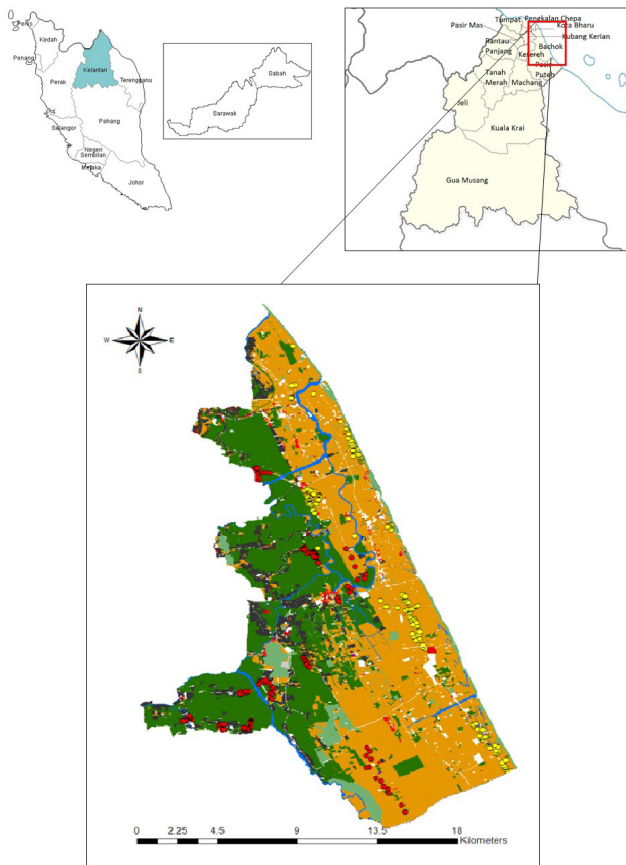 Perlis
Kedah
Penang
Kelantan
Perak
Terengganu
Pahang
Selangor
Negeri
Sembilan
Melaka
Johor
Sabah
Sarawak
Tumpat
Pengkalan Chepa
Pasir Mas
Kota Bharu
Kubang Kerian
Rantau
Panjang
Bachok
Ketereh
Pasir
Puteh
Tanah
Merah
Machang
Jeli
Kuala Krai
Gua Musang
N
W
E
S
0
2.25
4.5
9
13.5
18
Kilometers